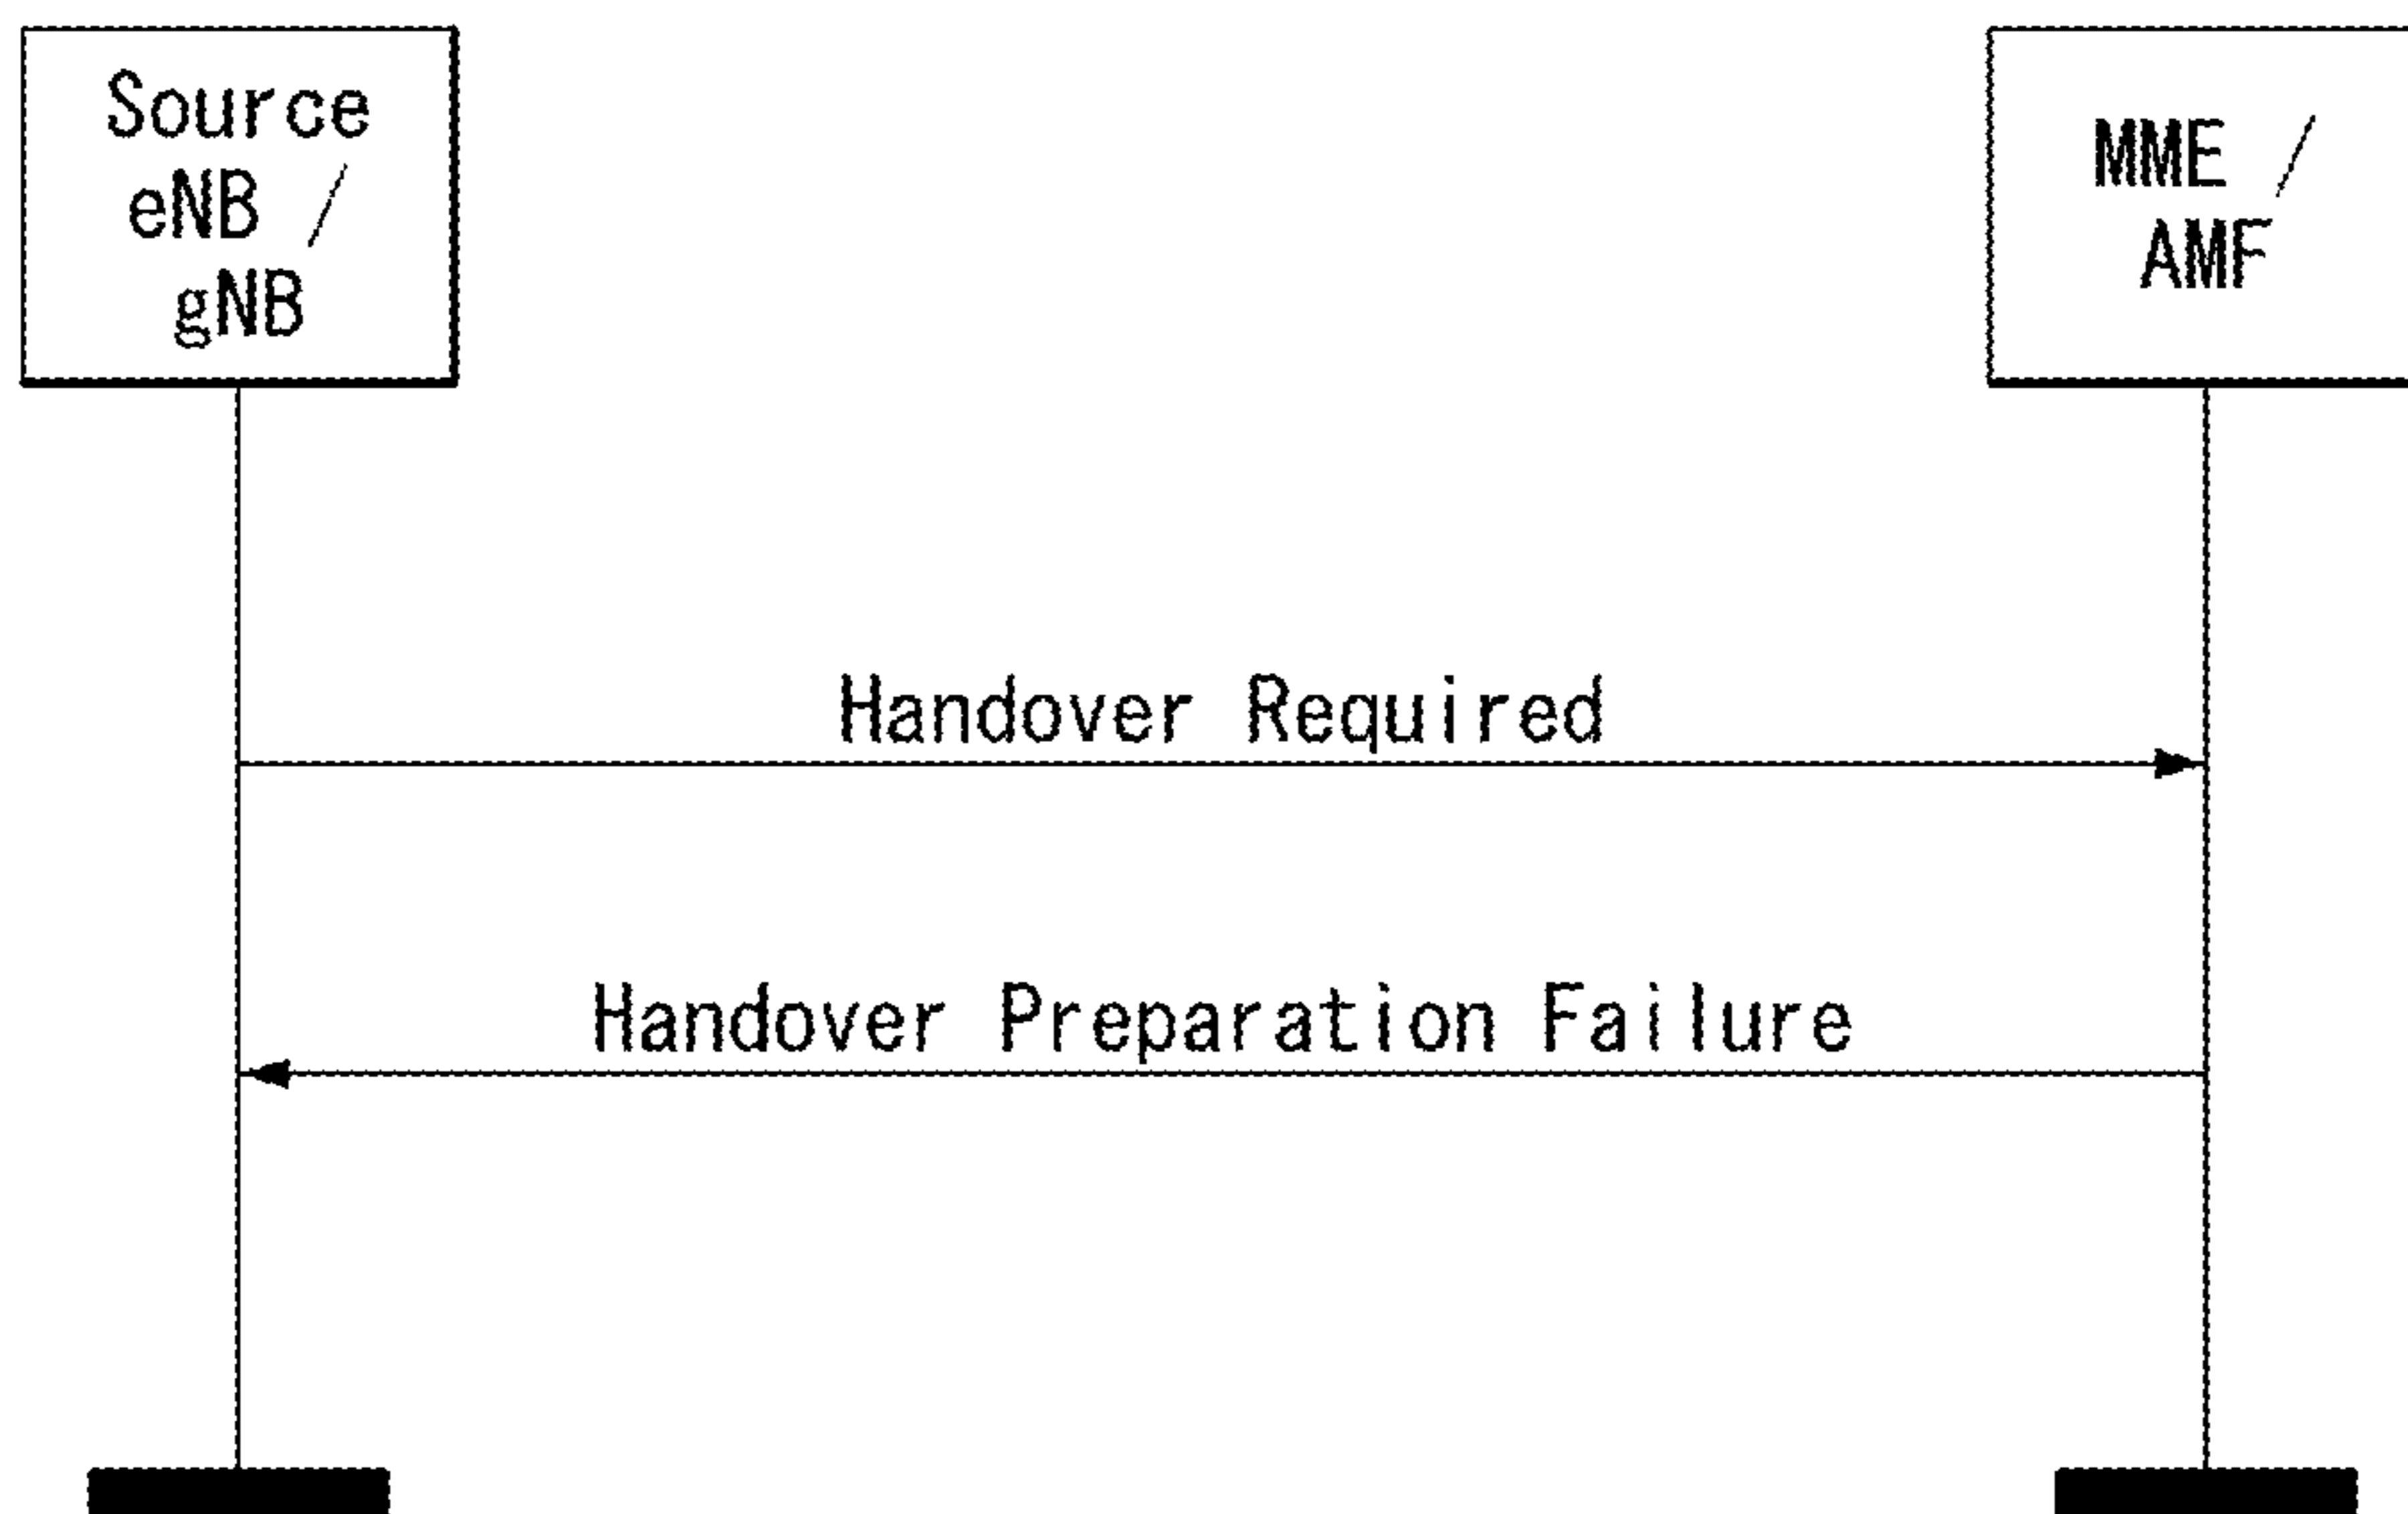 Source
eNB /
gNB
MME /
AMF
Handover Required
Handover Preparation Failure